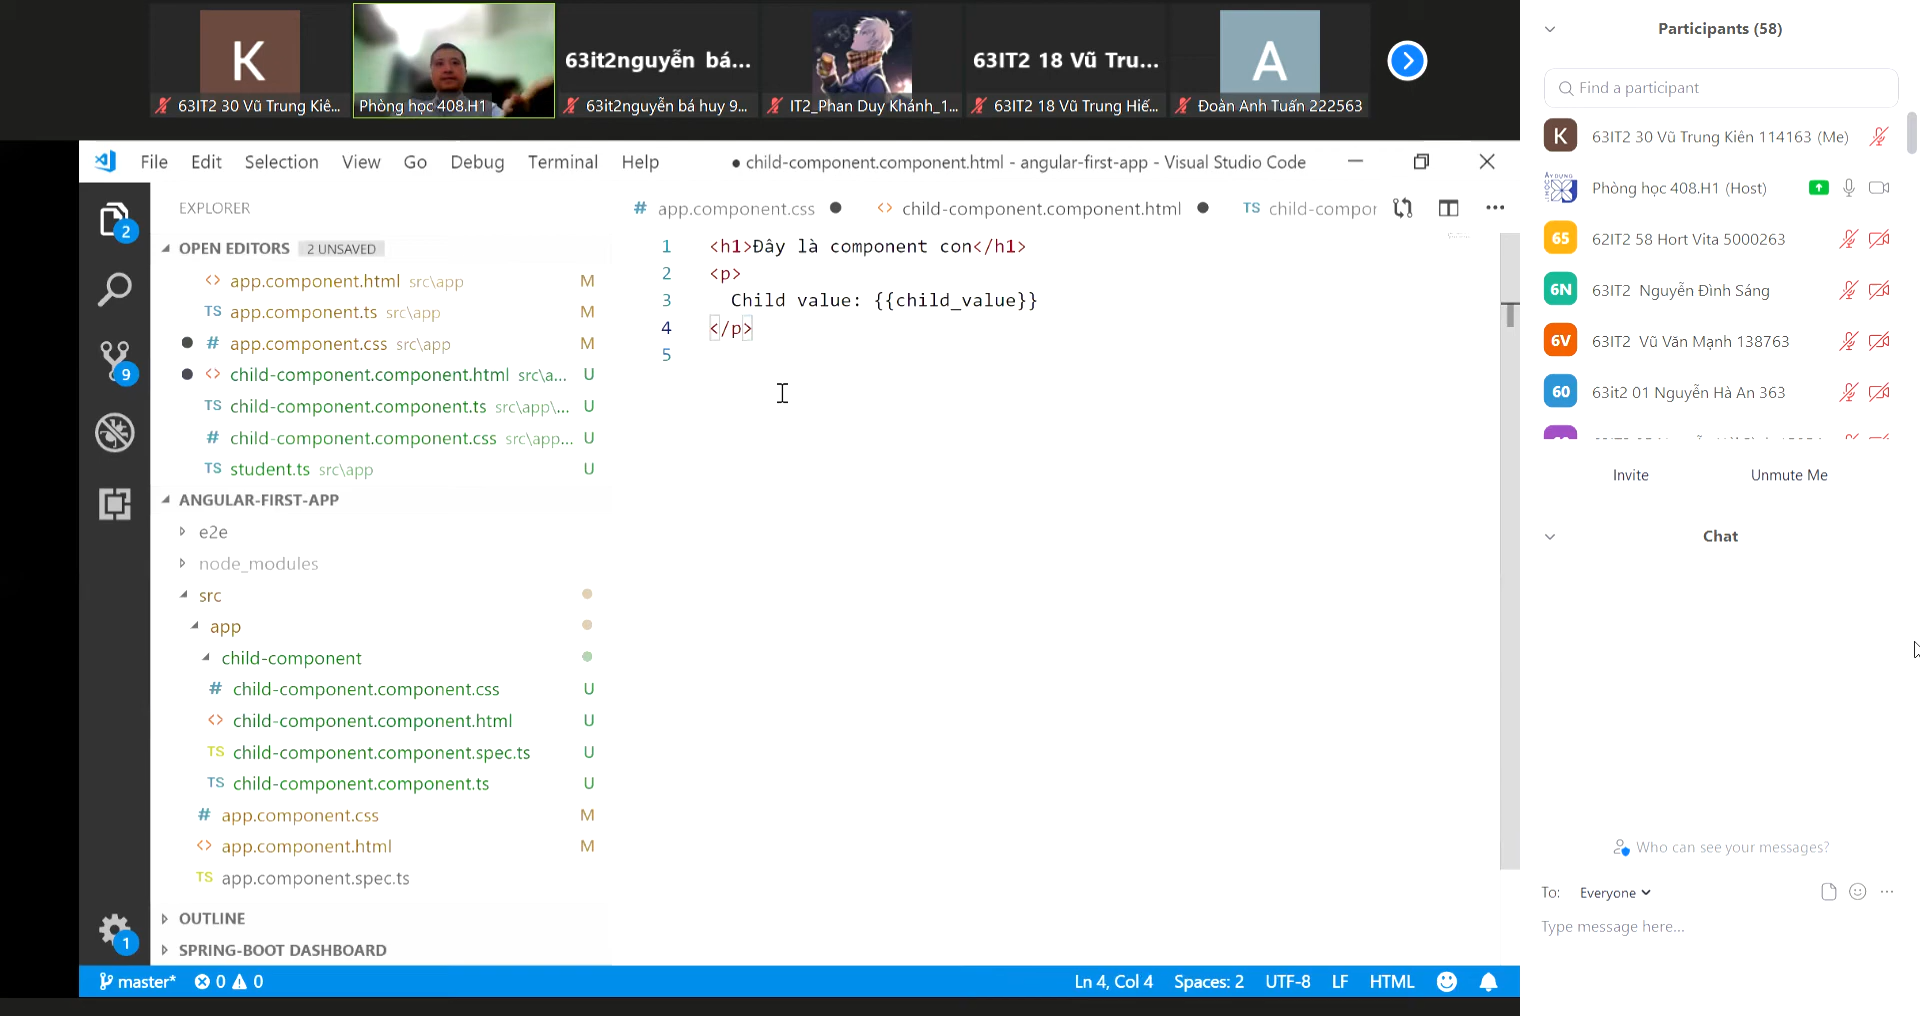 K
63IT2 30 Vũ Trung Kiê...
Phòng học 408.H1
63it2nguyễn bá...
63it2nguyễn bá huy 9...
IT2_Phan Duy Khánh_1...
63IT2 18 Vũ Tru...
63IT2 18 Vũ Trung Hiế...
A
Đoàn Anh Tuấn 222563
File Edit Selection View Go Debug Terminal Help
● child-component.component.html - angular-first-app - Visual Studio Code
EXPLORER
# app.component.css ●
<> child-component.component.html ●
TS child-compor
...
2
9
1
OPEN EDITORS 2 UNSAVED
<> app.component.html src\app M
TS app.component.ts src\app M
● # app.component.css src\app M
● <> child-component.component.html src\a... U
TS child-component.component.ts src\app\... U
# child-component.component.css src\app... U
TS student.ts src\app U
ANGULAR-FIRST-APP
e2e
node_modules
src
app
child-component
# child-component.component.css U
<> child-component.component.html U
TS child-component.component.spec.ts U
TS child-component.component.ts U
# app.component.css M
<> app.component.html M
TS app.component.spec.ts
OUTLINE
SPRING-BOOT DASHBOARD
1 <h1>Đây là component con</h1>
2 <p>
3 Child value: {{child_value}}
4 </p>
5
master* 0 0
Ln 4, Col 4 Spaces: 2 UTF-8 LF HTML
Participants (58)
Find a participant
K 63IT2 30 Vũ Trung Kiên 114163 (Me)
Phòng học 408.H1 (Host)
65 62IT2 58 Hort Vita 5000263
6N 63IT2 Nguyễn Đình Sáng
6V 63IT2 Vũ Văn Mạnh 138763
60 63it2 01 Nguyễn Hà An 363
Invite
Unmute Me
Chat
Who can see your messages?
To: Everyone
...
Type message here...